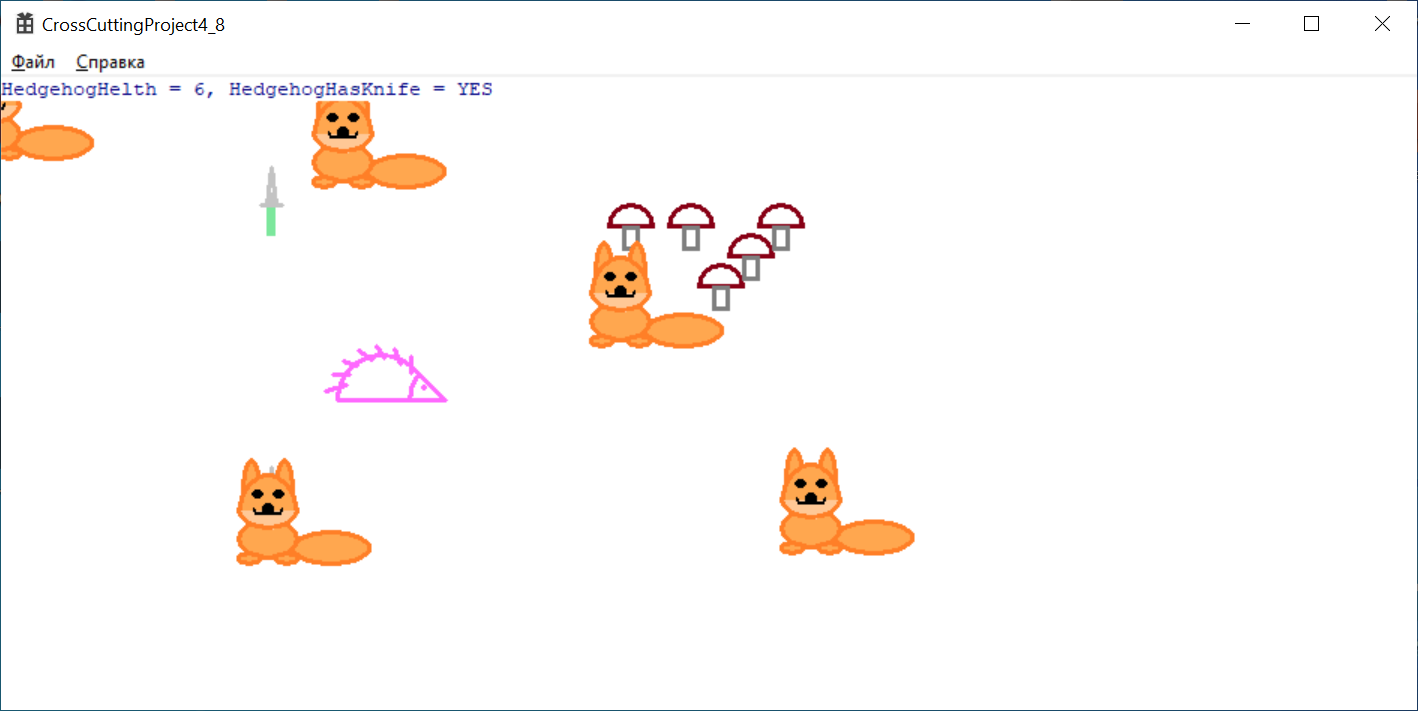 CrossCuttingProject4_8
Файл Справка
HedgehogHelth = 6, HedgehogHasKnife = YES